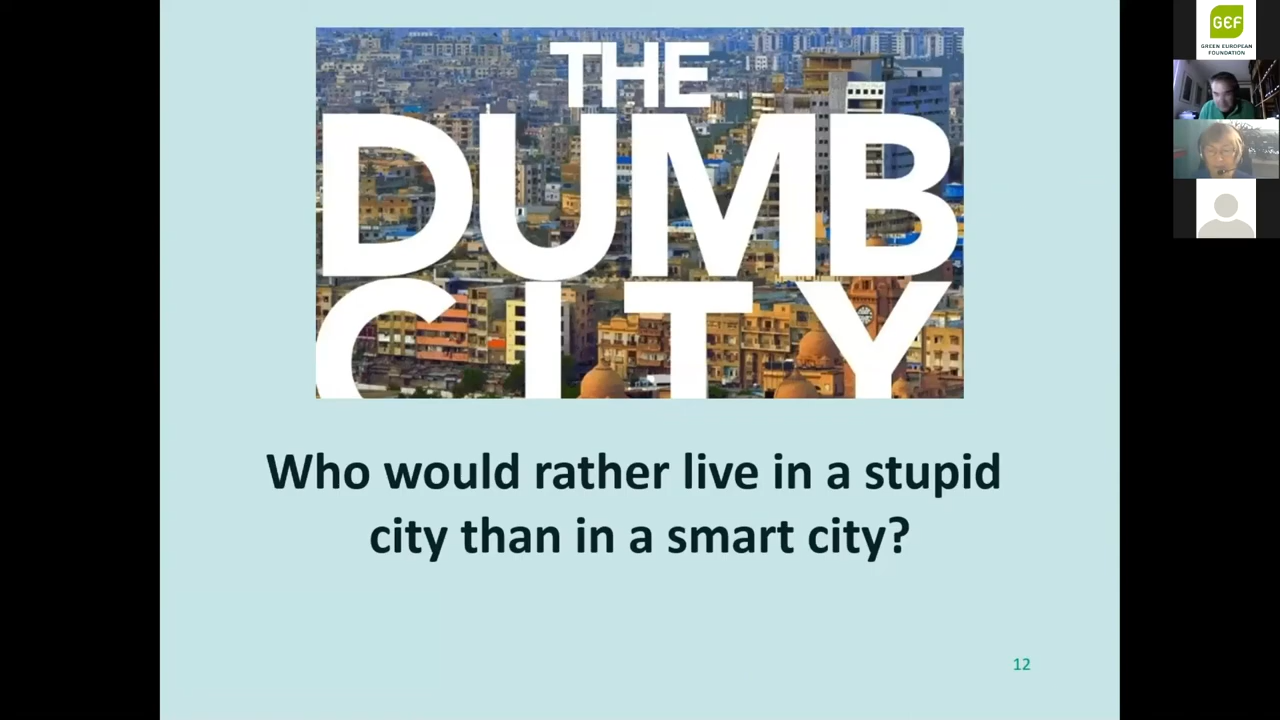 THE
DUMB
CITY
Who would rather live in a stupid
city than in a smart city?
12
GEF
GREEN EUROPEAN
FOUNDATION